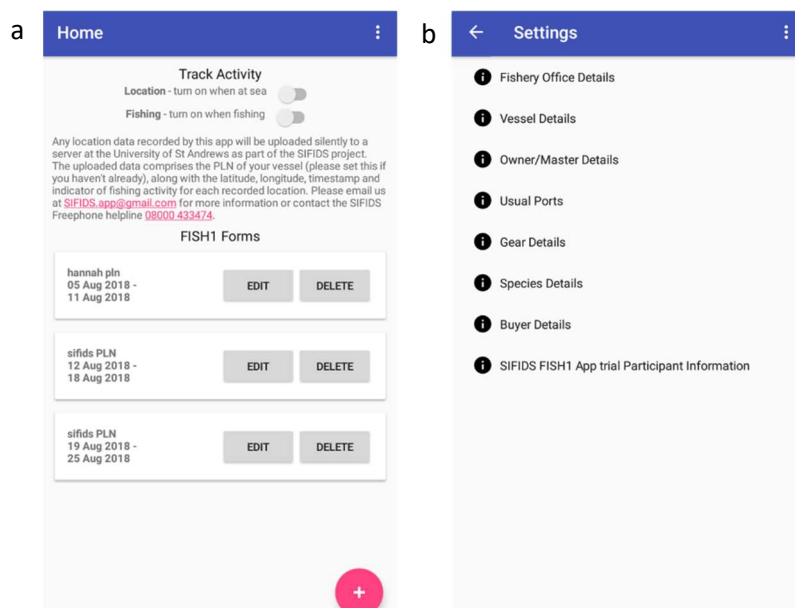 a
Home
Track Activity
Location - turn on when at sea
Fishing - turn on when fishing
Any location data recorded by this app will be uploaded silently to a
server at the University of St Andrews as part of the SIFIDS project.
The uploaded data comprises the PLN of your vessel (please set this if
you haven't already), along with the latitude, longitude, timestamp and
indicator of fishing activity for each recorded location. Please email us
at SIFIDS.app@gmail.com for more information or contact the SIFIDS
Freephone helpline 08000 433474.
FISH1 Forms
hannah pln
05 Aug 2018 -
11 Aug 2018
EDIT
DELETE
sifids PLN
12 Aug 2018 -
18 Aug 2018
EDIT
DELETE
sifids PLN
19 Aug 2018 -
25 Aug 2018
EDIT
DELETE
+
b
Settings
Fishery Office Details
Vessel Details
Owner/Master Details
Usual Ports
Gear Details
Species Details
Buyer Details
SIFIDS FISH1 App trial Participant Information